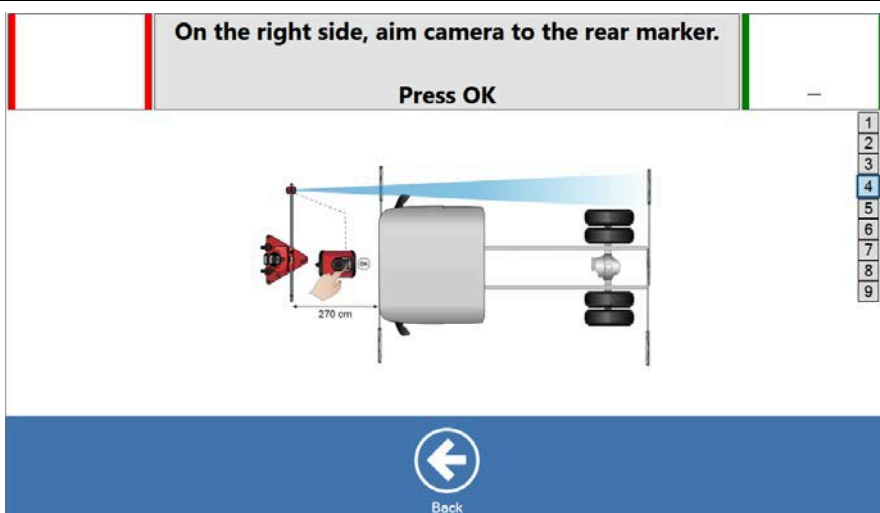 On the right side, aim camera to the rear marker.
Press OK
—
1
2
3
4
5
6
7
8
9
OK
270 cm
Back